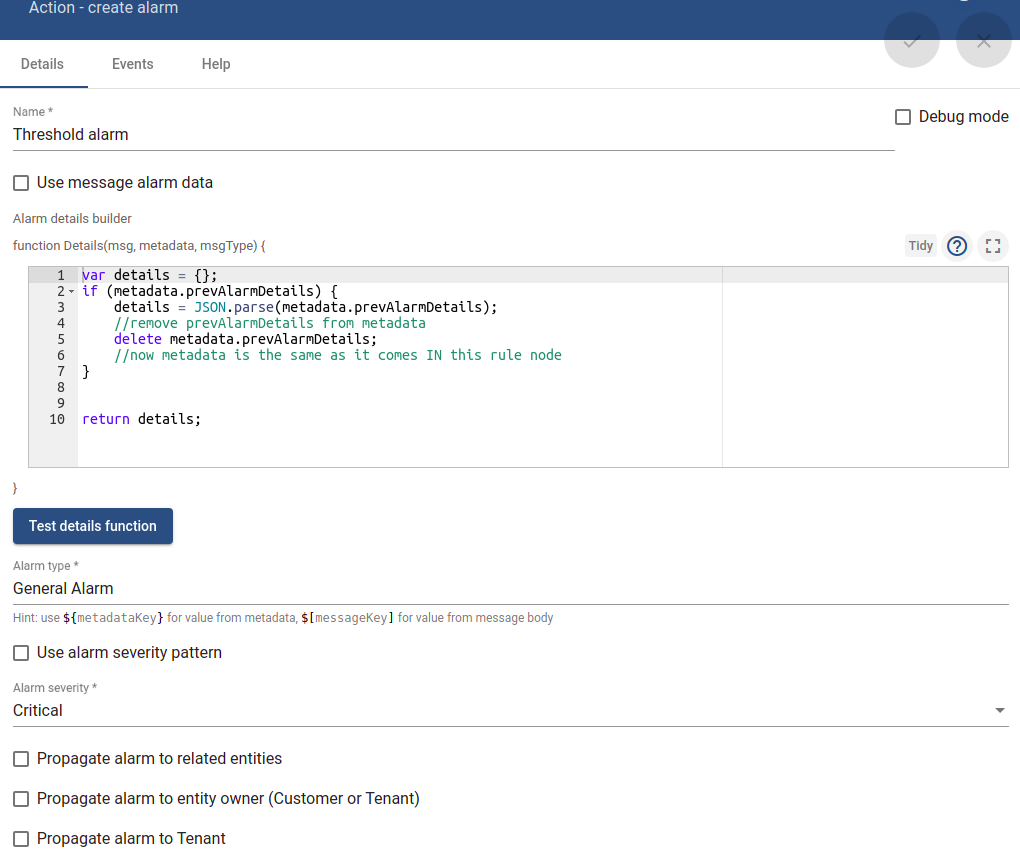 Action - create alarm
Details Events Help
Name *
Threshold alarm
Debug mode
Use message alarm data
Alarm details builder
function Details(msg, metadata, msgType) {
Tidy
1 var details = {};
2 if (metadata.prevAlarmDetails) {
3 details = JSON.parse(metadata.prevAlarmDetails);
4 //remove prevAlarmDetails from metadata
5 delete metadata.prevAlarmDetails;
6 //now metadata is the same as it comes IN this rule node
7 }
8
9
10 return details;
}
Test details function
Alarm type *
General Alarm
Hint: use ${metadataKey} for value from metadata, $[messageKey] for value from message body
Use alarm severity pattern
Alarm severity *
Critical
Propagate alarm to related entities
Propagate alarm to entity owner (Customer or Tenant)
Propagate alarm to Tenant